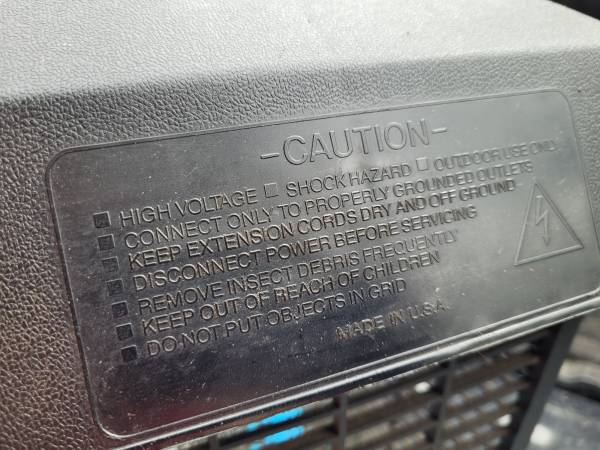 -CAUTION-
■ HIGH VOLTAGE □ SHOCK HAZARD □ OUTDOOR USE ONLY
■ CONNECT ONLY TO PROPERLY GROUNDED OUTLETS
■ KEEP EXTENSION CORDS DRY AND OFF GROUND
■ DISCONNECT POWER BEFORE SERVICING
■ REMOVE INSECT DEBRIS FREQUENTLY
■ KEEP OUT OF REACH OF CHILDREN
■ DO NOT PUT OBJECTS IN GRID
MADE IN U.S.A.